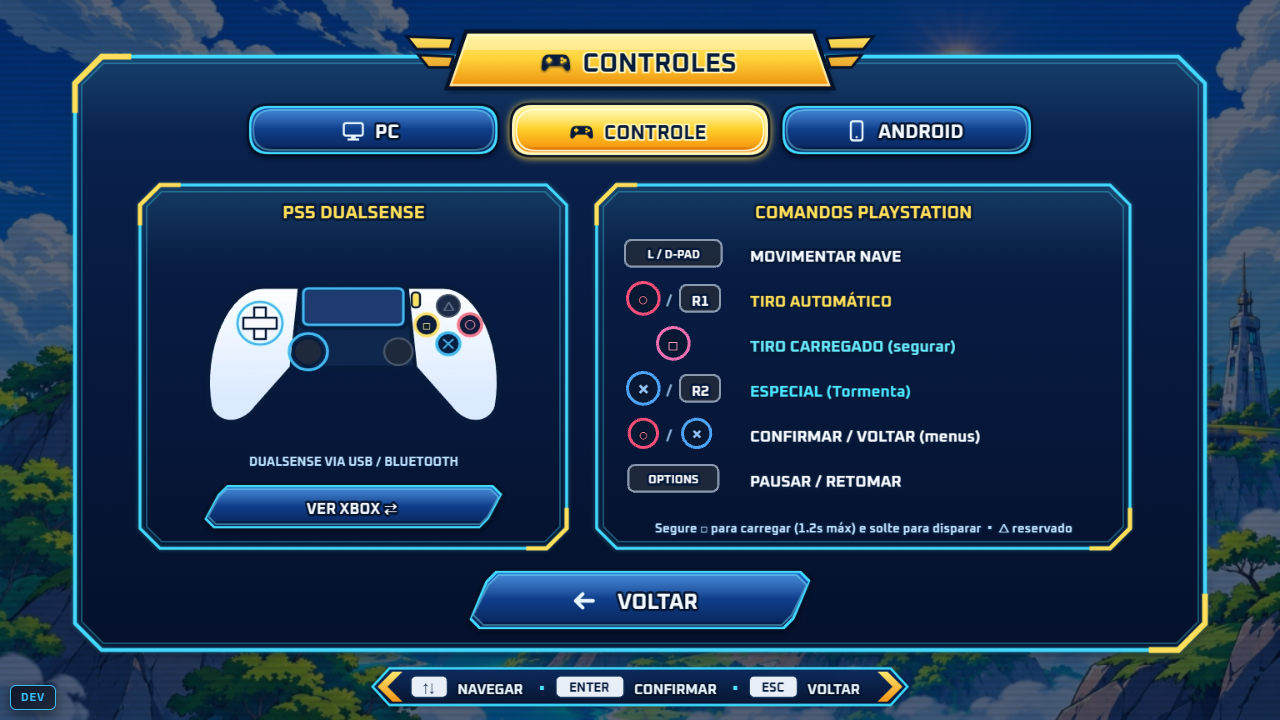 CONTROLES
PC
CONTROLE
ANDROID
PS5 DUALSENSE
DUALSENSE VIA USB / BLUETOOTH
VER XBOX ⇄
COMANDOS PLAYSTATION
L / D-PAD MOVIMENTAR NAVE
○ / R1 TIRO AUTOMÁTICO
□ TIRO CARREGADO (segurar)
✕ / R2 ESPECIAL (Tormenta)
○ / ✕ CONFIRMAR / VOLTAR (menus)
OPTIONS PAUSAR / RETOMAR
Segure □ para carregar (1.2s máx) e solte para disparar • △ reservado
← VOLTAR
↑↓ NAVEGAR • ENTER CONFIRMAR • ESC VOLTAR
DEV